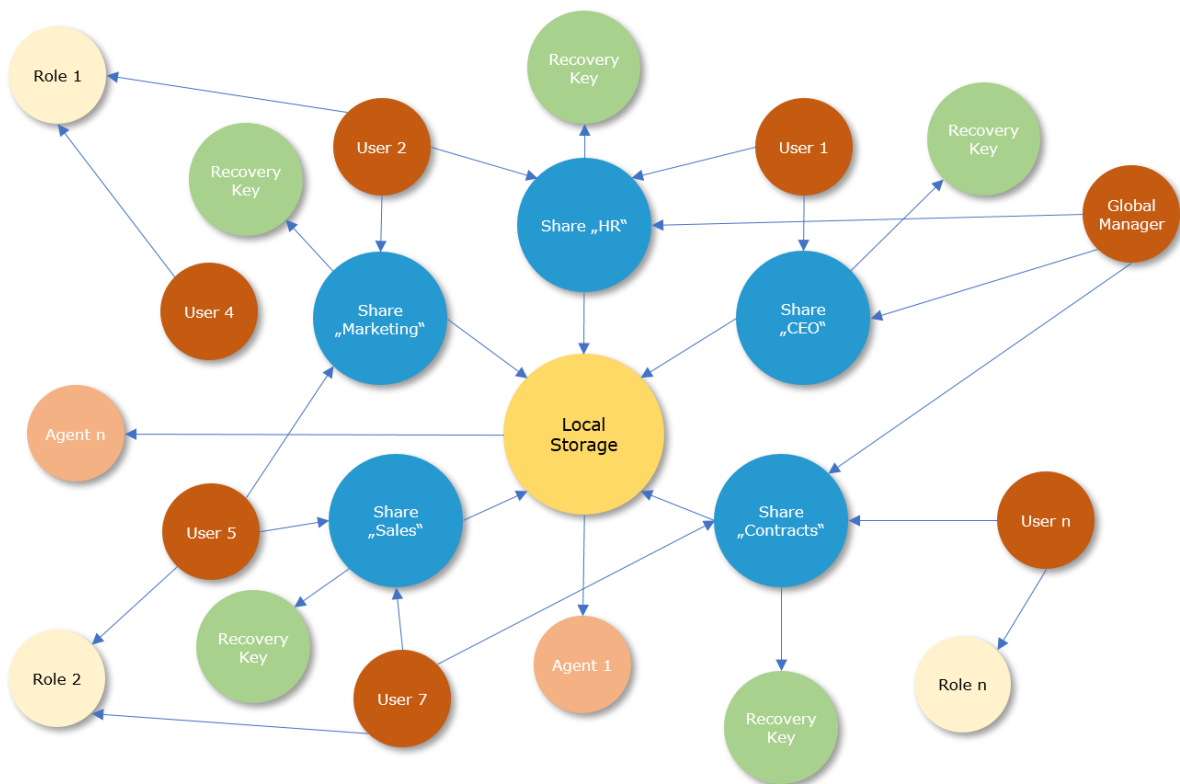 Role 1
Recovery
Key
User 2
User 1
Recovery
Key
Recovery
Key
Global
Manager
Share „HR“
User 4
Share
„Marketing“
Share
„CEO“
Local
Storage
Agent n
User 5
Share
„Sales“
Share
„Contracts“
User n
Recovery
Key
Role 2
User 7
Agent 1
Recovery
Key
Role n